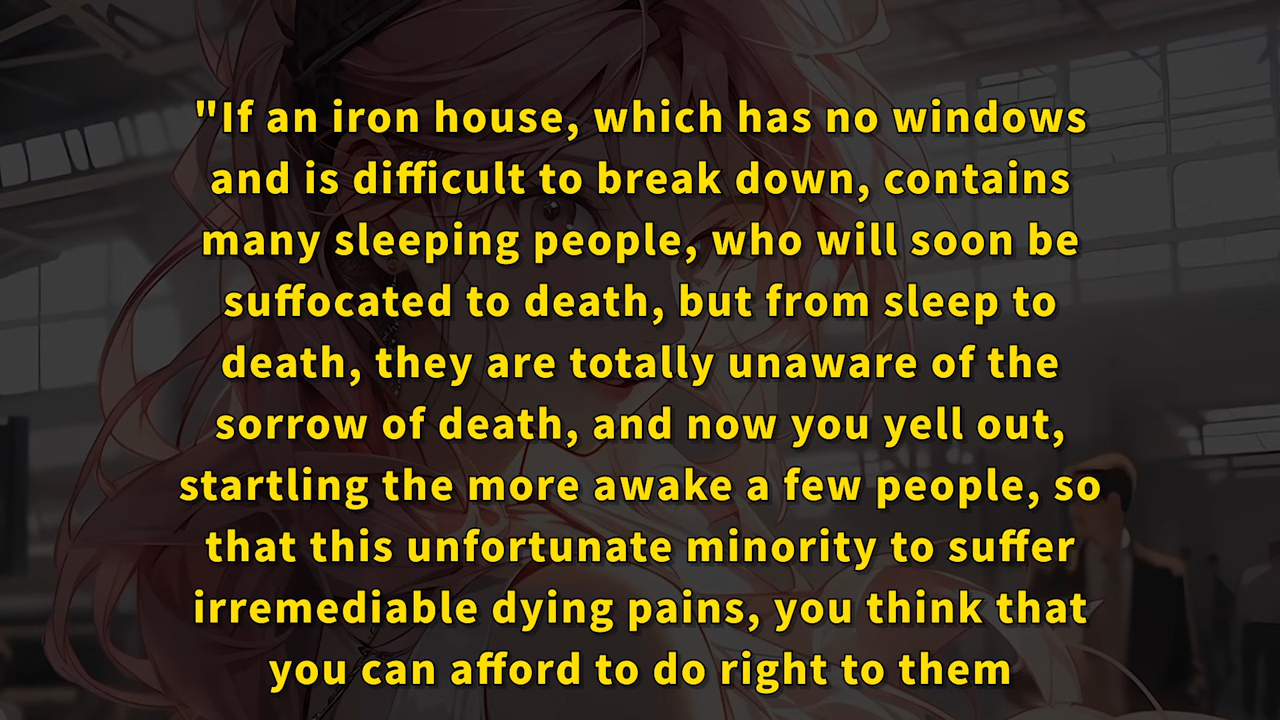 "If an iron house, which has no windows
and is difficult to break down, contains
many sleeping people, who will soon be
suffocated to death, but from sleep to
death, they are totally unaware of the
sorrow of death, and now you yell out,
startling the more awake a few people, so
that this unfortunate minority to suffer
irremediable dying pains, you think that
you can afford to do right to them